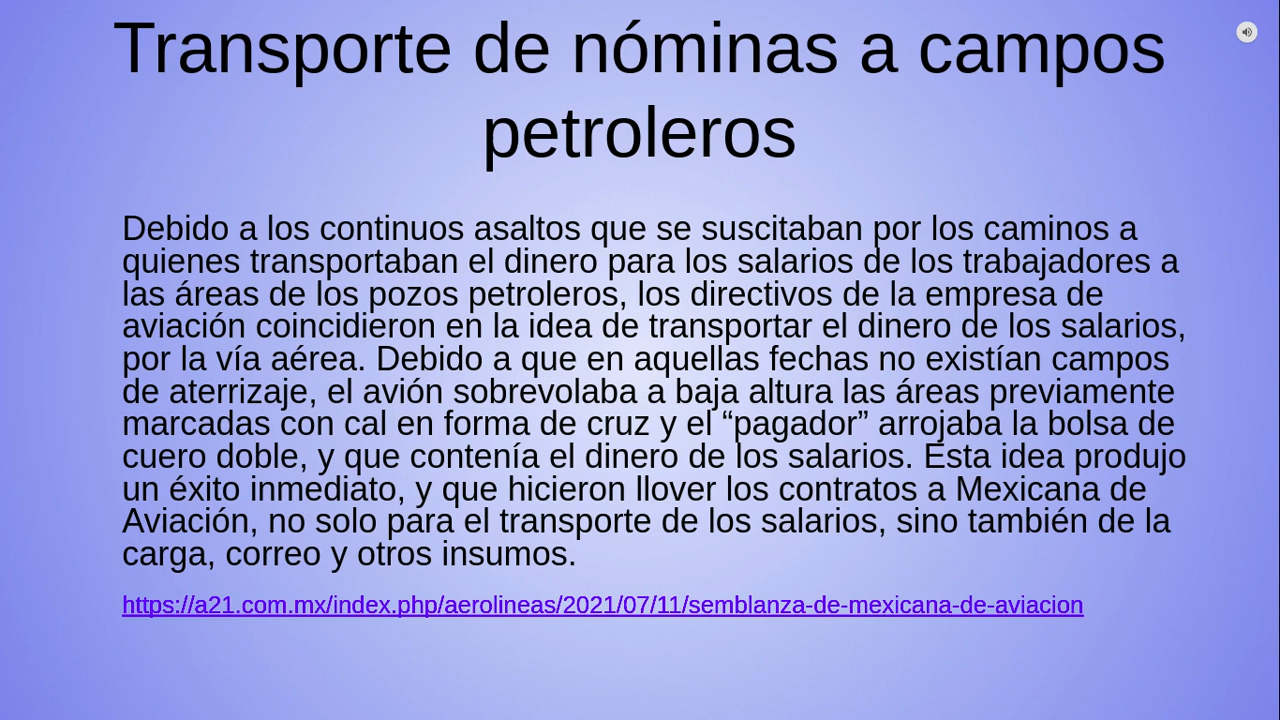 Transporte de nóminas a campos
petroleros
Debido a los continuos asaltos que se suscitaban por los caminos a
quienes transportaban el dinero para los salarios de los trabajadores a
las áreas de los pozos petroleros, los directivos de la empresa de
aviación coincidieron en la idea de transportar el dinero de los salarios,
por la vía aérea. Debido a que en aquellas fechas no existían campos
de aterrizaje, el avión sobrevolaba a baja altura las áreas previamente
marcadas con cal en forma de cruz y el “pagador” arrojaba la bolsa de
cuero doble, y que contenía el dinero de los salarios. Esta idea produjo
un éxito inmediato, y que hicieron llover los contratos a Mexicana de
Aviación, no solo para el transporte de los salarios, sino también de la
carga, correo y otros insumos.
https://a21.com.mx/index.php/aerolineas/2021/07/11/semblanza-de-mexicana-de-aviacion